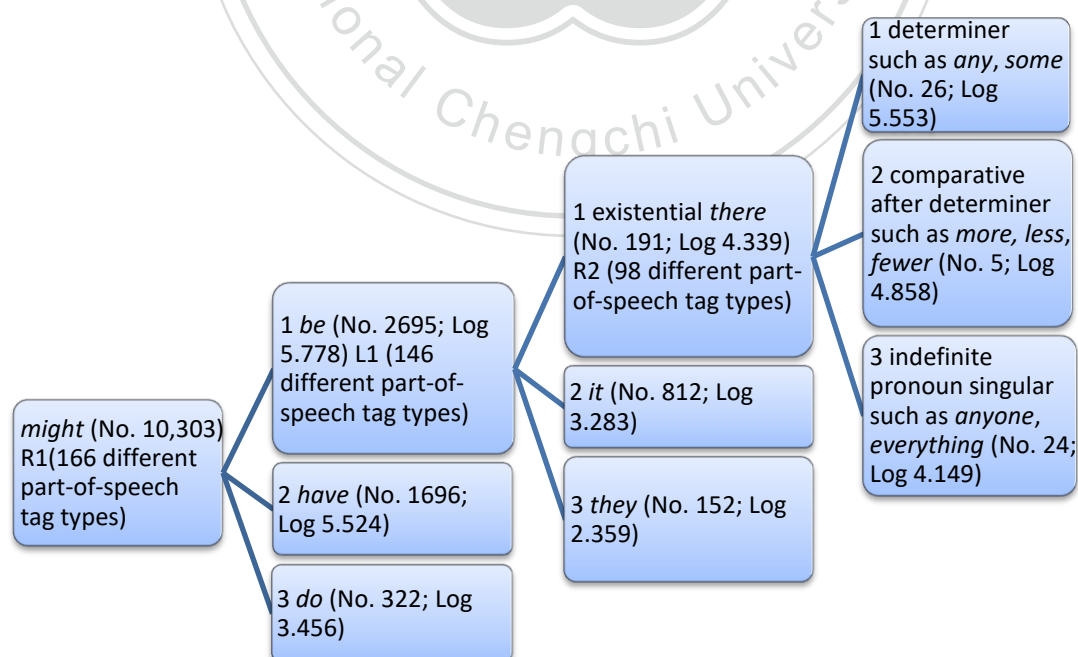 onal Chengchi Univers
might (No. 10,303)
R1(166 different
part-of-speech
tag types)
1 be (No. 2695; Log
5.778) L1 (146
different part-of-
speech tag types)
2 have (No. 1696;
Log 5.524)
3 do (No. 322; Log
3.456)
1 existential there
(No. 191; Log 4.339)
R2 (98 different part-
of-speech tag types)
2 it (No. 812; Log
3.283)
3 they (No. 152; Log
2.359)
1 determiner
such as any, some
(No. 26; Log
5.553)
2 comparative
after determiner
such as more, less,
fewer (No. 5; Log
4.858)
3 indefinite
pronoun singular
such as anyone,
everything (No. 24;
Log 4.149)